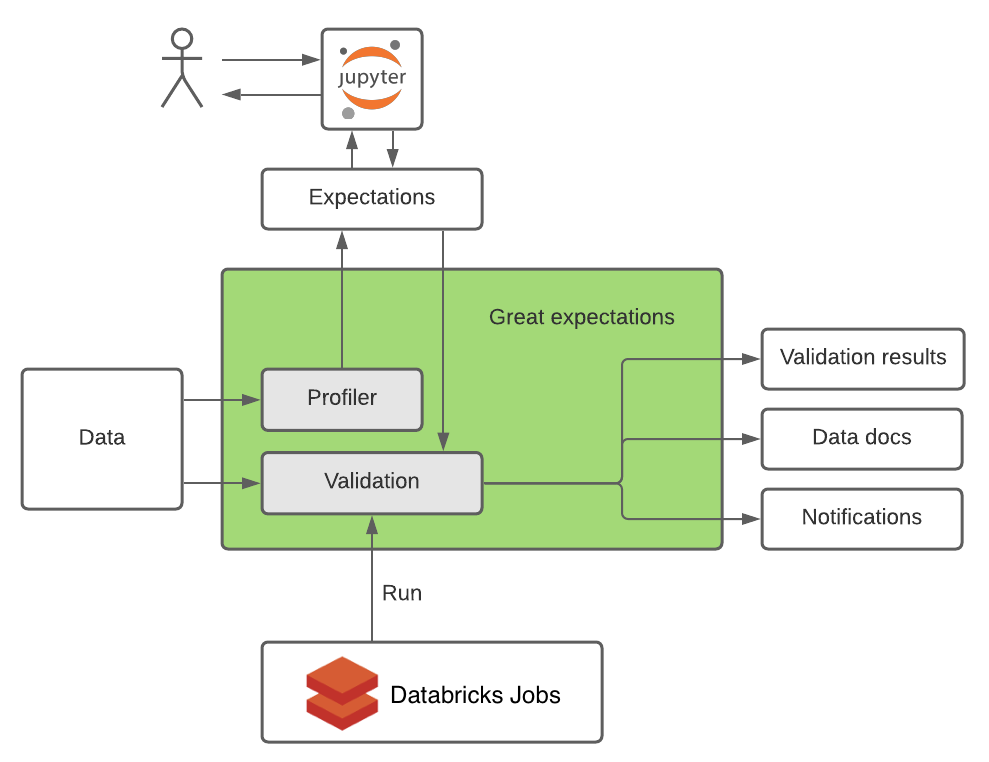 jupyter
Expectations
Great expectations
Validation results
Profiler
Data
Data docs
Validation
Notifications
Run
Databricks Jobs